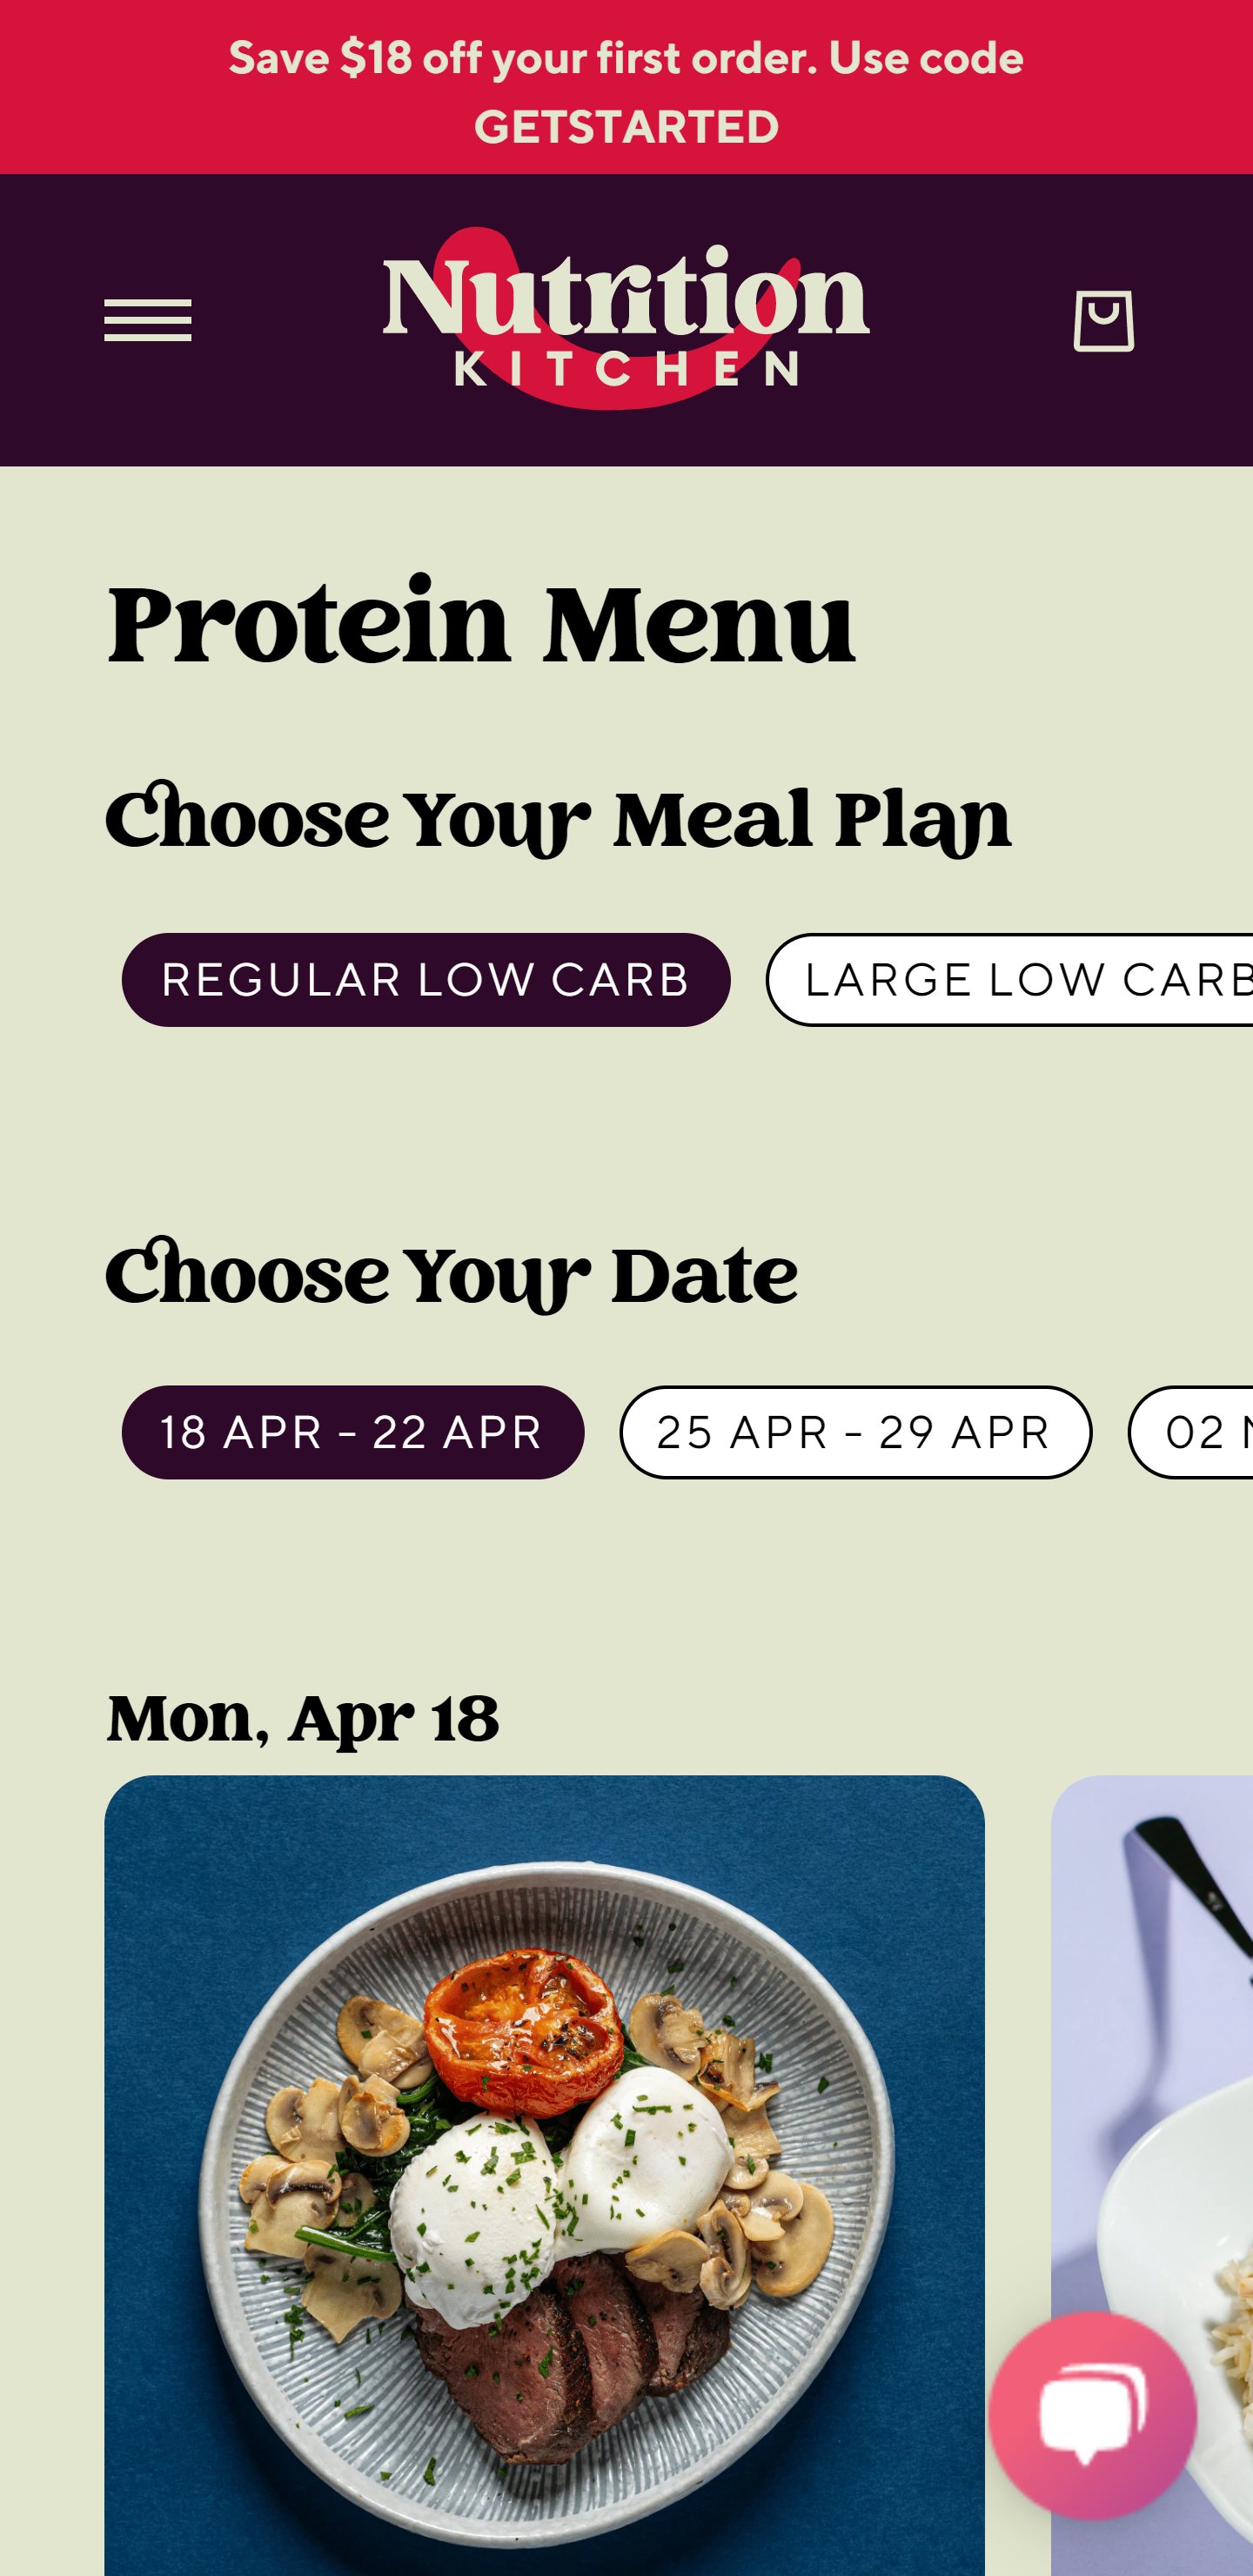 Save $18 off your first order. Use code
GETSTARTED
Nutrition
KITCHEN
Protein Menu
Choose Your Meal Plan
REGULAR LOW CARB
LARGE LOW CARB
Choose Your Date
18 APR - 22 APR
25 APR - 29 APR
02
Mon, Apr 18